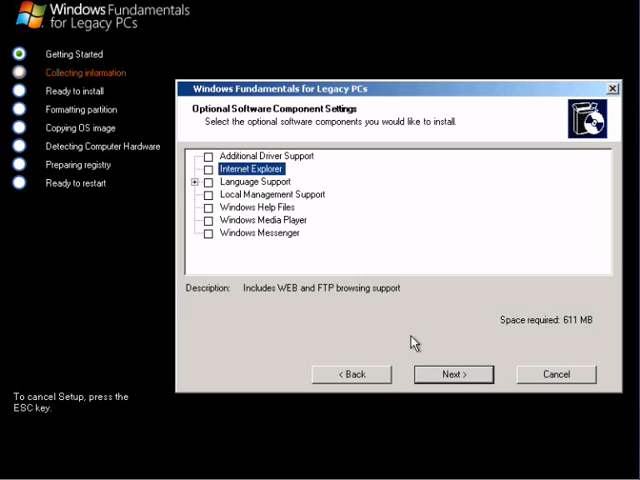 Windows Fundamentals
for Legacy PCs
Getting Started
Collecting information
Ready to install
Formatting partition
Copying OS image
Detecting Computer Hardware
Preparing registry
Ready to restart
To cancel Setup, press the
ESC key.
Windows Fundamentals for Legacy PCs
Optional Software Component Settings
Select the optional software components you would like to install.
Additional Driver Support
Internet Explorer
Language Support
Local Management Support
Windows Help Files
Windows Media Player
Windows Messenger
Description: Includes WEB and FTP browsing support
Space required: 611 MB
< Back Next > Cancel